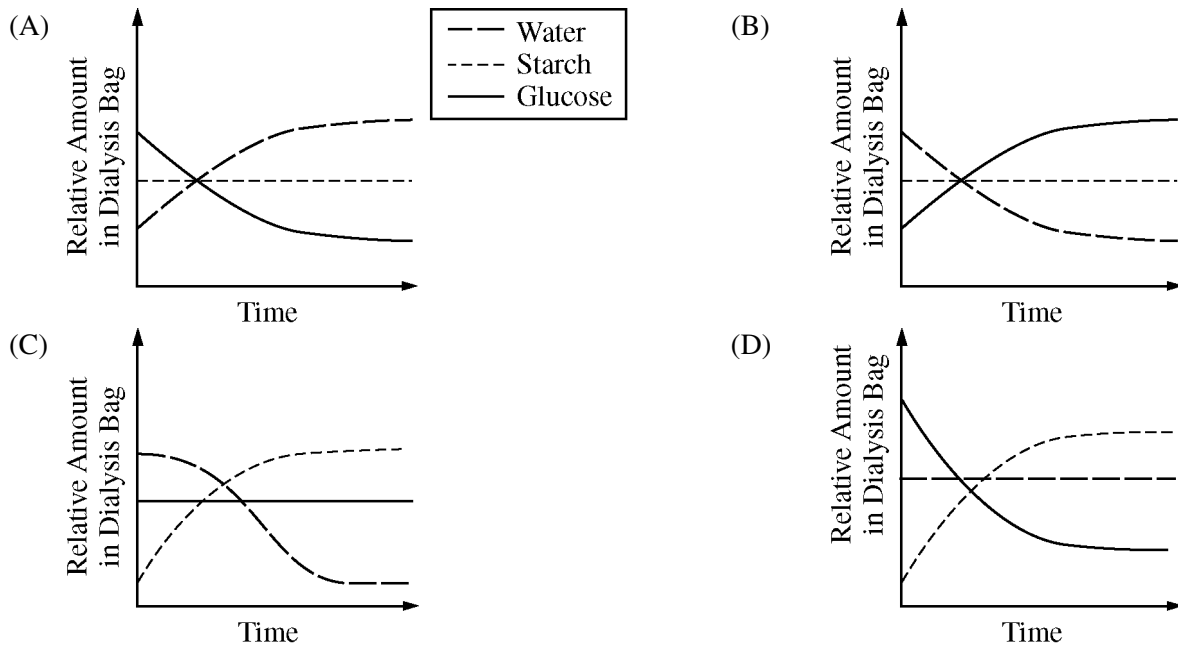 (A)
Relative Amount
in Dialysis Bag
Time
Water
Starch
Glucose
(B)
Relative Amount
in Dialysis Bag
Time
(C)
Relative Amount
in Dialysis Bag
Time
(D)
Relative Amount
in Dialysis Bag
Time